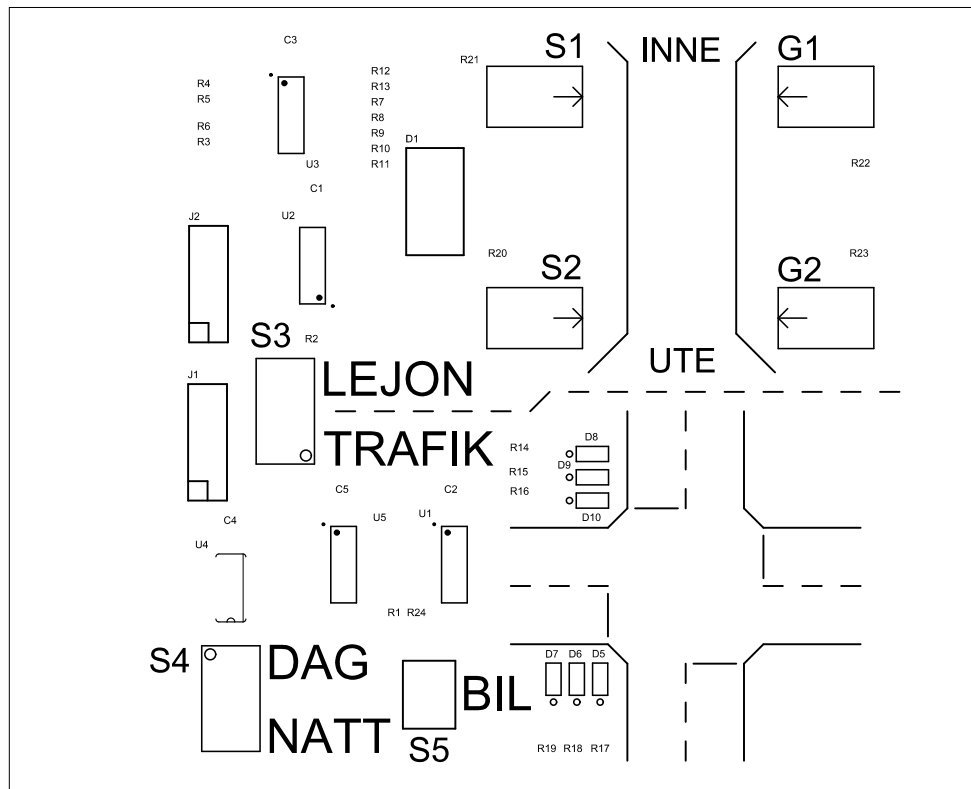 C3
S1
INNE
G1
R21
R12
R4
R13
R5
R7
R8
R6
R9
D1
R3
R10
U3
R11
R22
C1
J2
U2
R20
S2
G2
R23
S3
R2
UTE
J1
LEJON
TRAFIK
R14
D8
D9
R15
R16
D10
C5
C2
U5
U1
C4
U4
R1
R24
S4
DAG
D7
D6
D5
BIL
NATT
S5
R19
R18
R17